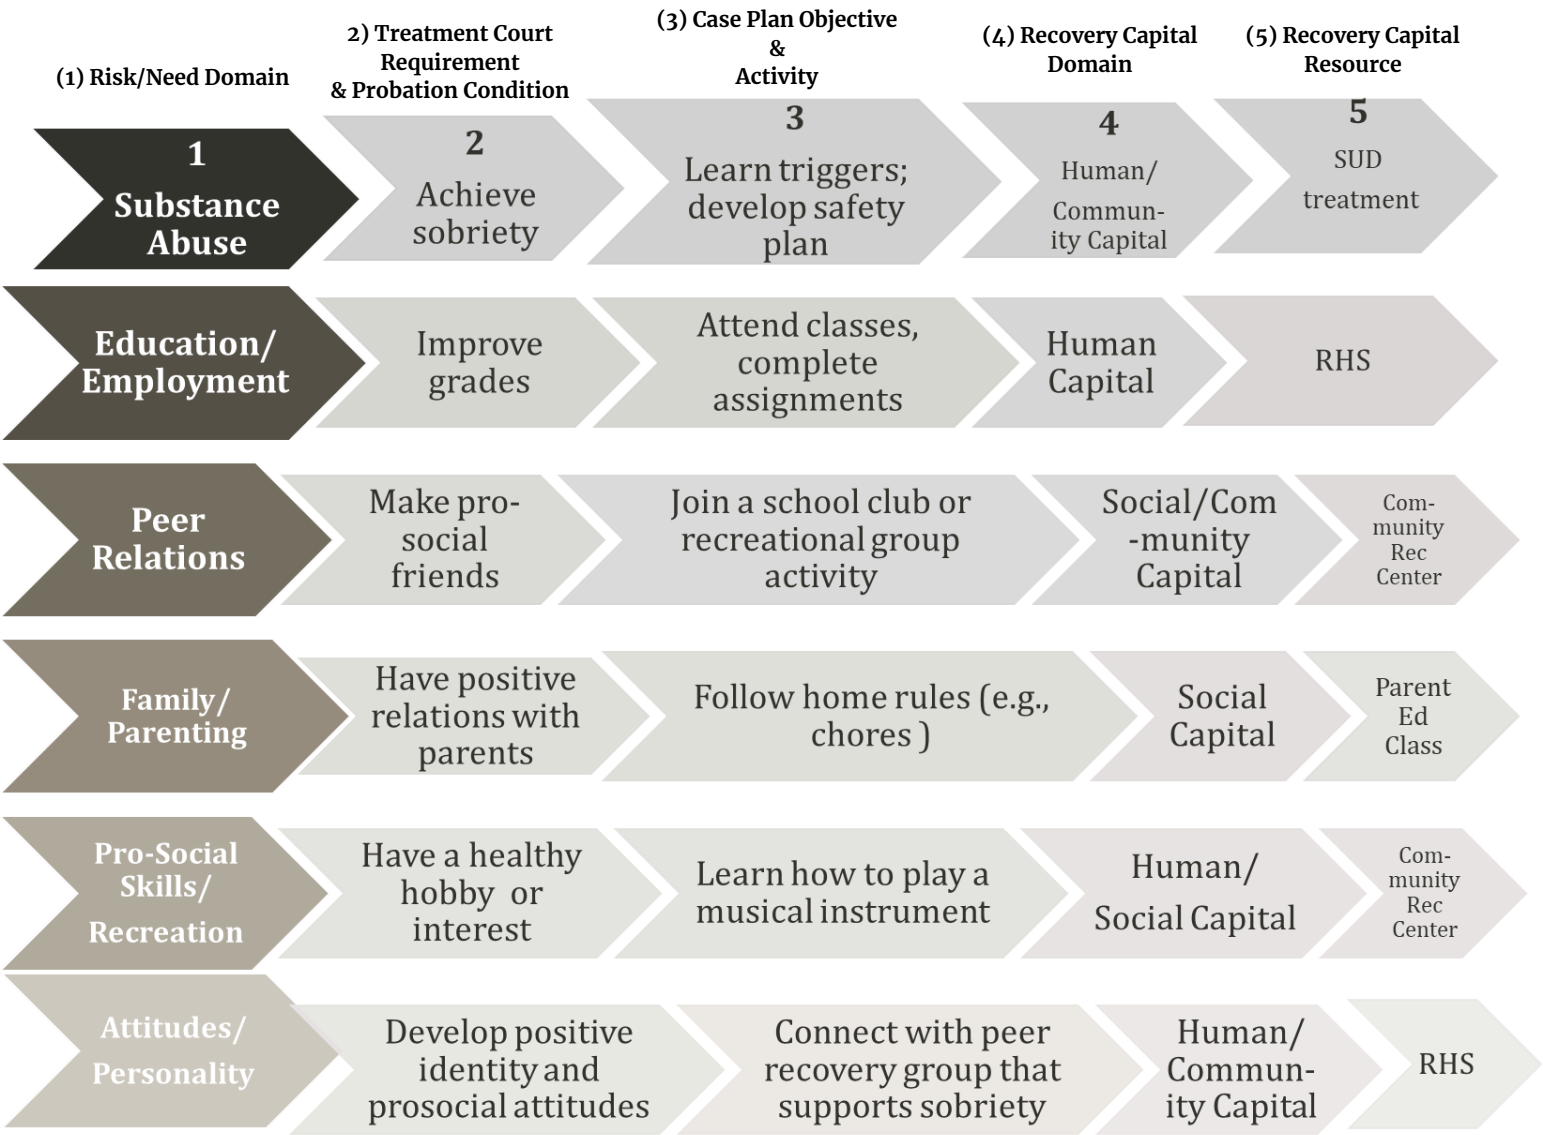 (1) Risk/Need Domain
2) Treatment Court
Requirement
& Probation Condition
(3) Case Plan Objective
&
Activity
(4) Recovery Capital
Domain
(5) Recovery Capital
Resource
1
Substance
Abuse
2
Achieve
sobriety
3
Learn triggers;
develop safety
plan
4
Human/
Commun-
ity Capital
5
SUD
treatment
Education/
Employment
Improve
grades
Attend classes,
complete
assignments
Human
Capital
RHS
Peer
Relations
Make pro-
social
friends
Join a school club or
recreational group
activity
Social/Com
-munity
Capital
Com-
munity
Rec
Center
Family/
Parenting
Have positive
relations with
parents
Follow home rules (e.g.,
chores )
Social
Capital
Parent
Ed
Class
Pro-Social
Skills/
Recreation
Have a healthy
hobby or
interest
Learn how to play a
musical instrument
Human/
Social Capital
Com-
munity
Rec
Center
Attitudes/
Personality
Develop positive
identity and
prosocial attitudes
Connect with peer
recovery group that
supports sobriety
Human/
Commun-
ity Capital
RHS